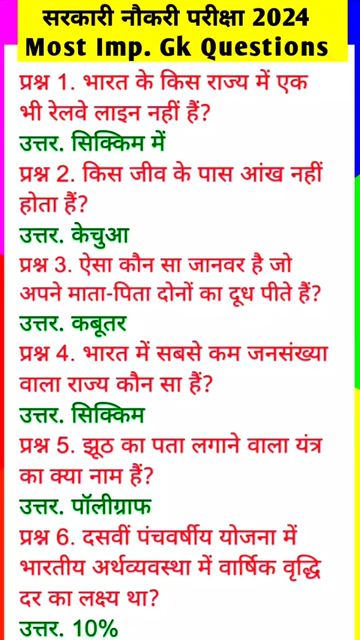 सरकारी नौकरी परीक्षा 2024
Most Imp. Gk Questions
प्रश्न 1. भारत के किस राज्य में एक
भी रेलवे लाइन नहीं हैं?
उत्तर. सिक्किम में
प्रश्न 2. किस जीव के पास आंख नहीं
होता हैं?
उत्तर. केचुआ
प्रश्न 3. ऐसा कौन सा जानवर है जो
अपने माता-पिता दोनों का दूध पीते हैं?
उत्तर. कबूतर
प्रश्न 4. भारत में सबसे कम जनसंख्या
वाला राज्य कौन सा हैं?
उत्तर. सिक्किम
प्रश्न 5. झूठ का पता लगाने वाला यंत्र
का क्या नाम हैं?
उत्तर. पॉलीग्राफ
प्रश्न 6. दसवीं पंचवर्षीय योजना में
भारतीय अर्थव्यवस्था में वार्षिक वृद्धि
दर का लक्ष्य था?
उत्तर. 10%